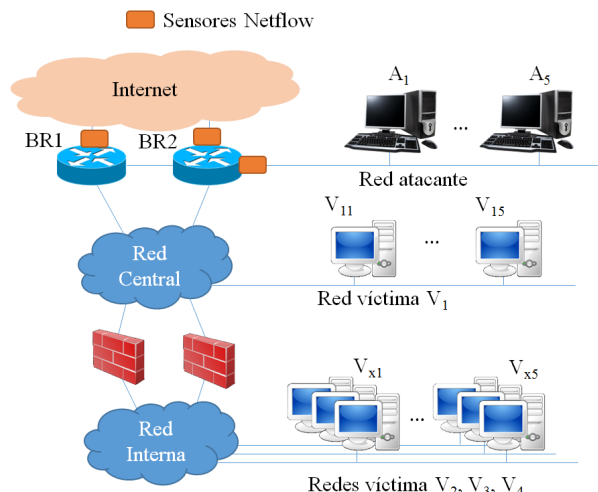 Sensores Netflow
Internet
BR1
BR2
A1
...
A5
Red atacante
V11
...
V15
Red
Central
Red víctima V1
Vx1
...
Vx5
Red
Interna
Redes víctima V2, V3, V4